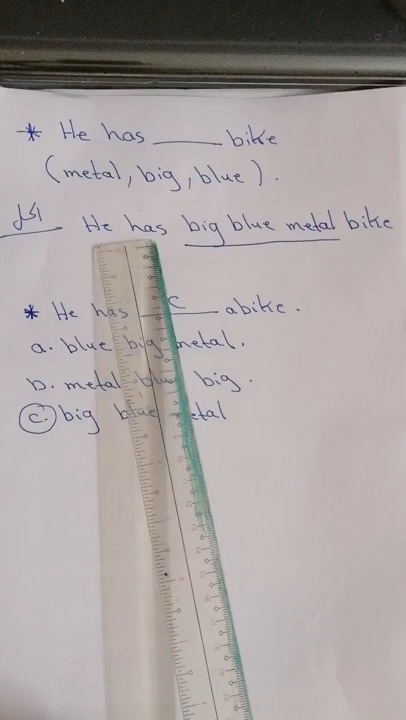 * He has ____ bike
(metal, big, blue).
الحل He has big blue metal bike
* He has __C__ abike.
a. blue big metal.
b. metal blue big.
c. big blue metal